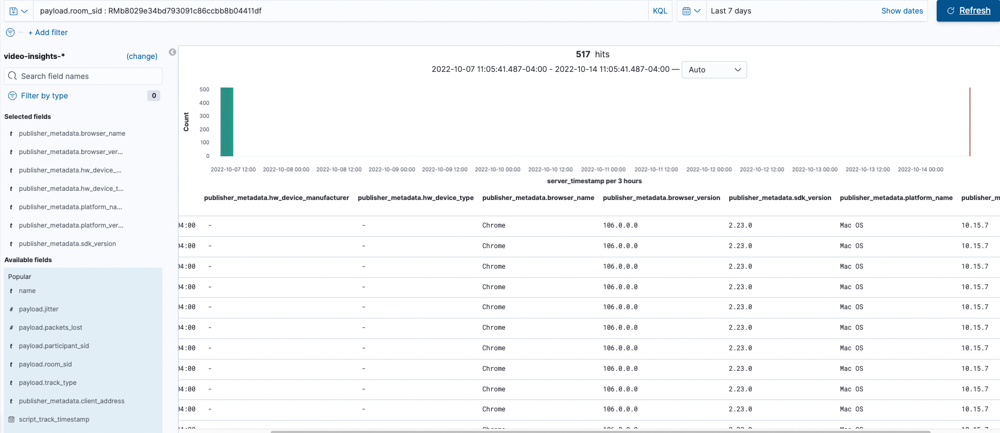 payload.room_sid : RMb8029e34bd793091c86ccbb8b04411df KQL Last 7 days Show dates Refresh
+ Add filter
video-insights-* (change)
Search field names
Filter by type 0
Selected fields
t publisher_metadata.browser_name
t publisher_metadata.browser_ver...
t publisher_metadata.hw_device_...
t publisher_metadata.hw_device_t...
t publisher_metadata.platform_na...
t publisher_metadata.platform_ver...
t publisher_metadata.sdk_version
Available fields
Popular
t name
# payload.jitter
# payload.packets_lost
t payload.participant_sid
t payload.room_sid
t payload.track_type
t publisher_metadata.client_address
script_track_timestamp
517 hits
2022-10-07 11:05:41.487-04:00 - 2022-10-14 11:05:41.487-04:00 — Auto
Count
500
400
300
200
100
0
2022-10-07 12:00 2022-10-08 00:00 2022-10-08 12:00 2022-10-09 00:00 2022-10-09 12:00 2022-10-10 00:00 2022-10-10 12:00 2022-10-11 00:00 2022-10-11 12:00 2022-10-12 00:00 2022-10-12 12:00 2022-10-13 00:00 2022-10-13 12:00 2022-10-14 00:00
server_timestamp per 3 hours
publisher_metadata.hw_device_manufacturer publisher_metadata.hw_device_type publisher_metadata.browser_name publisher_metadata.browser_version publisher_metadata.sdk_version publisher_metadata.platform_name publisher_m
04:00 - - Chrome 106.0.0.0 2.23.0 Mac OS 10.15.7
04:00 - - Chrome 106.0.0.0 2.23.0 Mac OS 10.15.7
04:00 - - Chrome 106.0.0.0 2.23.0 Mac OS 10.15.7
04:00 - - Chrome 106.0.0.0 2.23.0 Mac OS 10.15.7
04:00 - - Chrome 106.0.0.0 2.23.0 Mac OS 10.15.7
04:00 - - Chrome 106.0.0.0 2.23.0 Mac OS 10.15.7
04:00 - - Chrome 106.0.0.0 2.23.0 Mac OS 10.15.7
04:00 - - Chrome 106.0.0.0 2.23.0 Mac OS 10.15.7
04:00 - - Chrome 106.0.0.0 2.23.0 Mac OS 10.15.7
04:00 - - Chrome 106.0.0.0 2.23.0 Mac OS 10.15.7